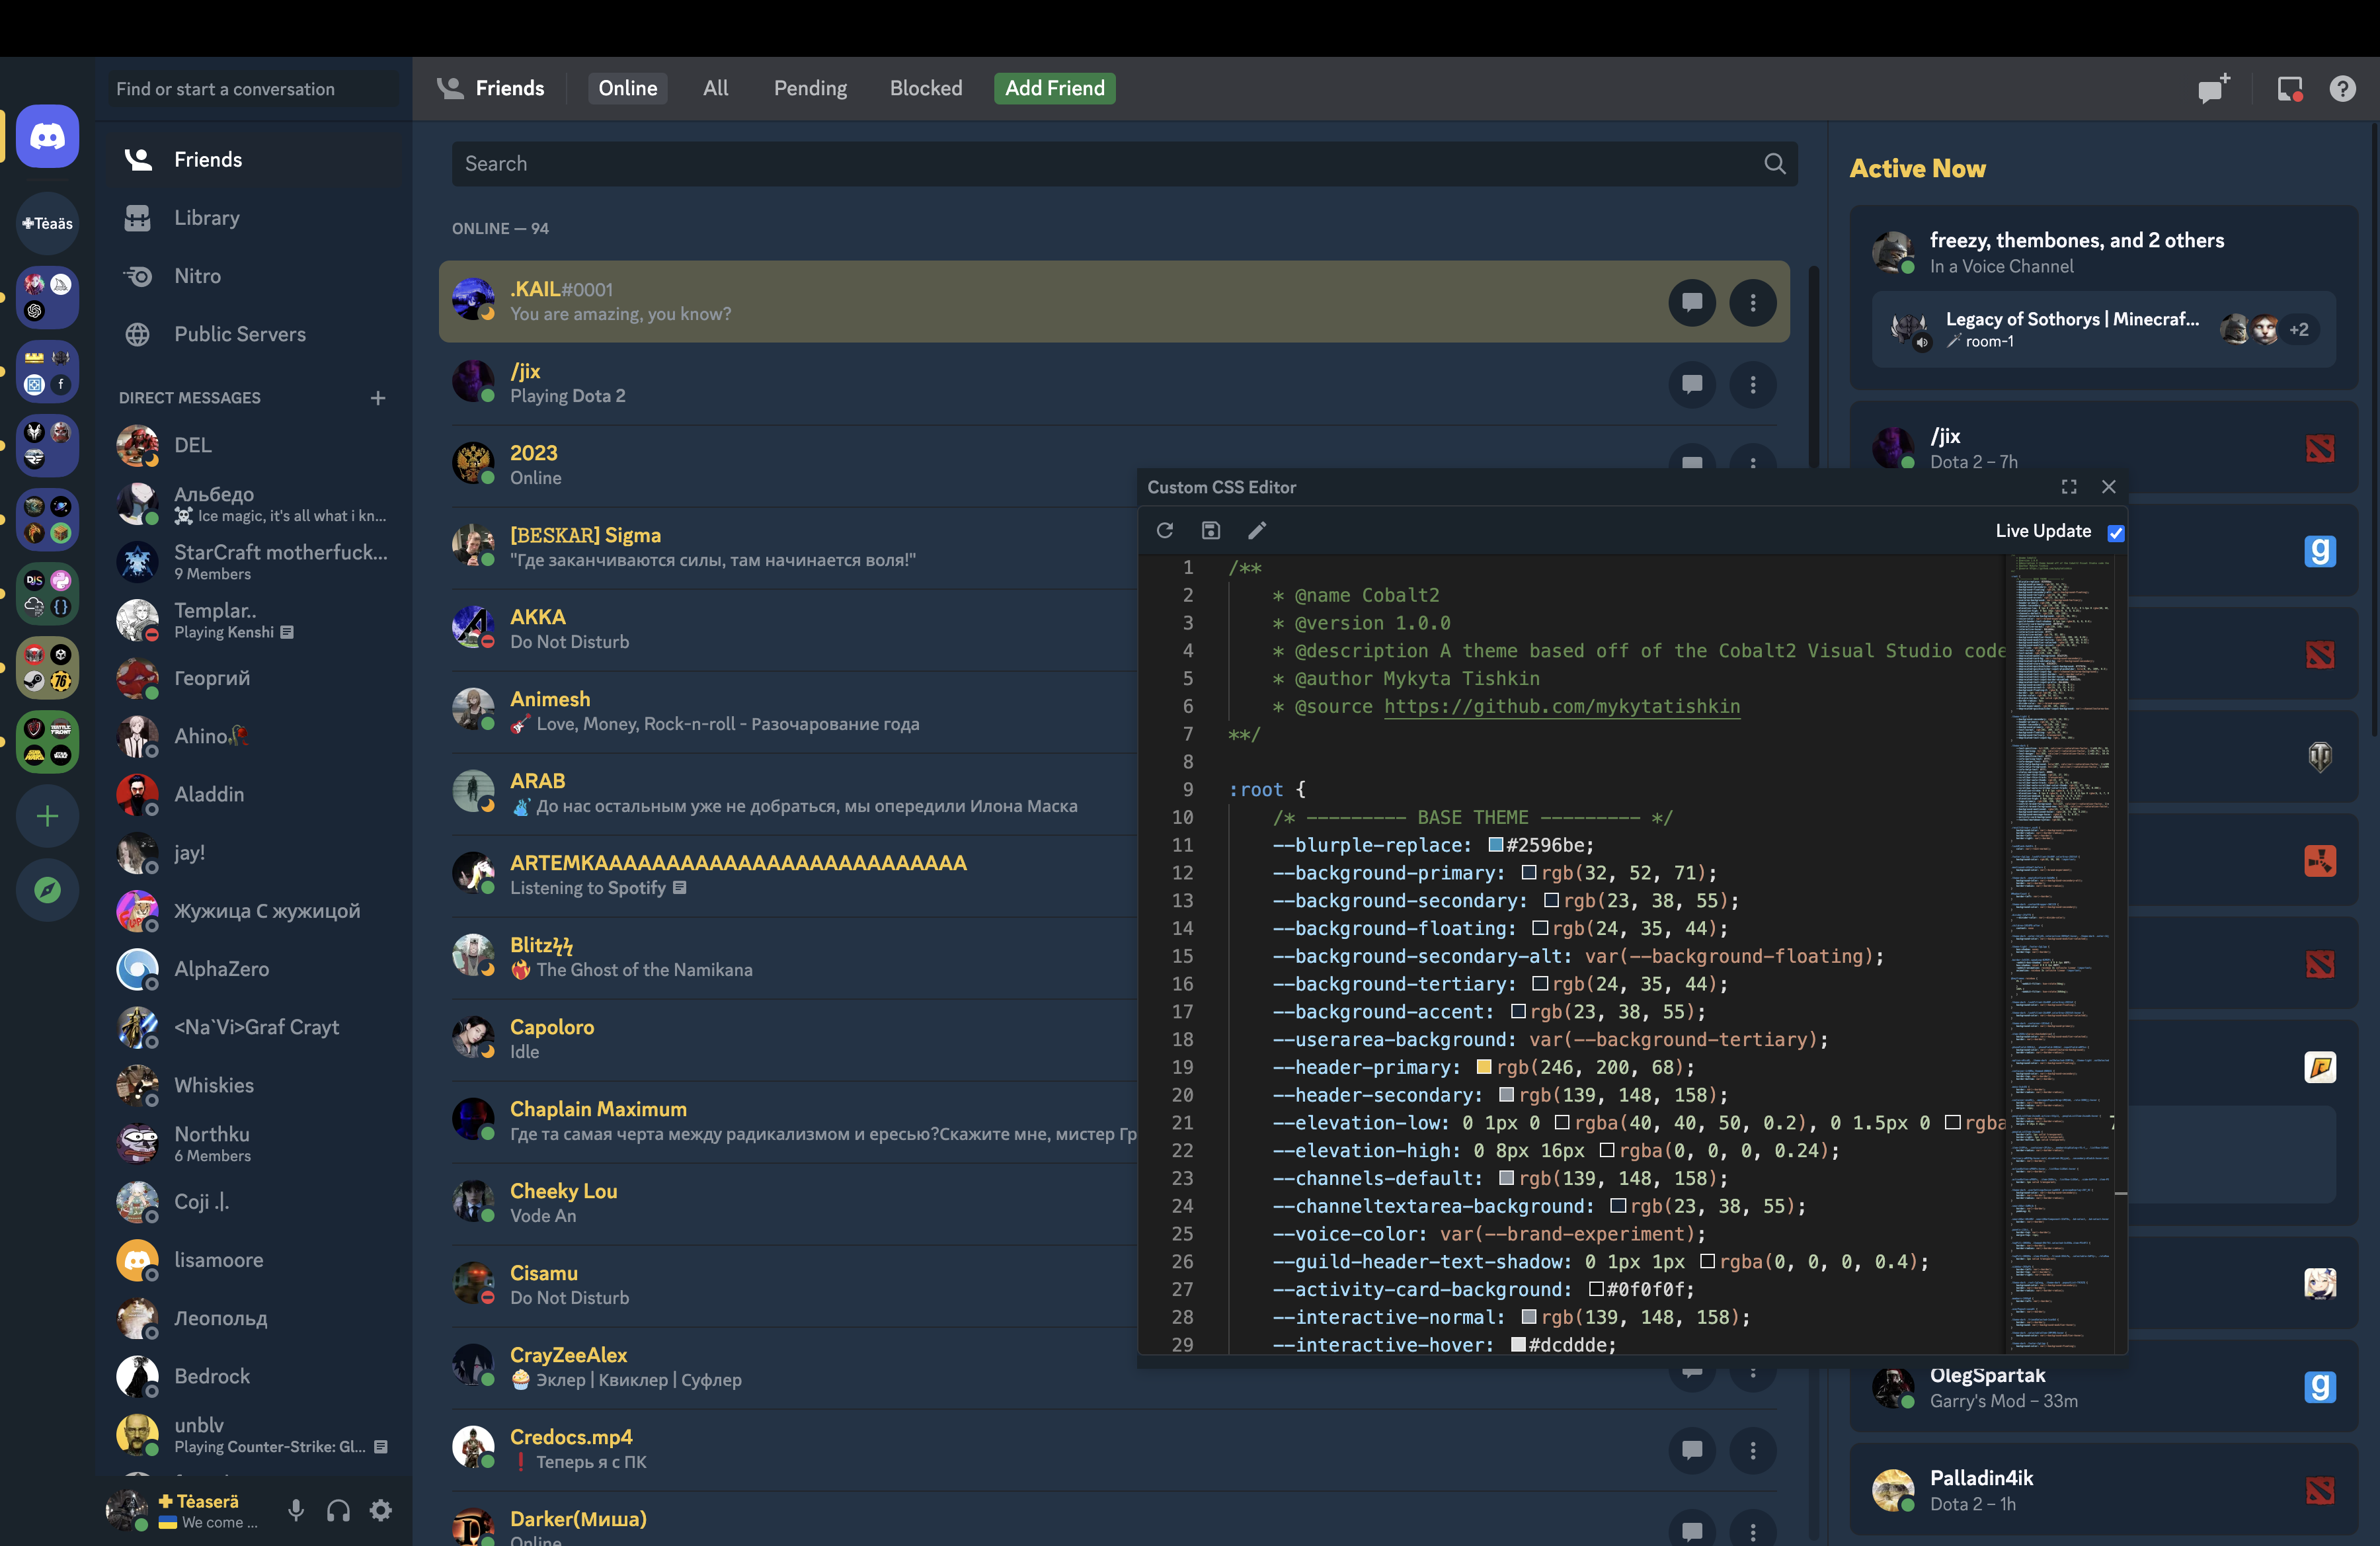 Find or start a conversation
Friends
Online
All
Pending
Blocked
Add Friend
✚Tėaäs
Friends
Library
Nitro
Public Servers
DIRECT MESSAGES
DEL
Альбедо
☠️ Ice magic, it's all what i kn...
StarCraft motherfuck...
9 Members
Templar..
Playing Kenshi
Георгий
Ahino🥀
Aladdin
jay!
Жужица С жужицой
AlphaZero
<Na`Vi>Graf Crayt
Whiskies
Northku
6 Members
Coji .|.
lisamoore
Леопольд
Bedrock
unblv
Playing Counter-Strike: Gl...
✚ Tėaserä
🇺🇦 We come ...
Search
ONLINE — 94
.KAIL#0001
You are amazing, you know?
/jix
Playing Dota 2
2023
Online
[BESKAR] Sigma
"Где заканчиваются силы, там начинается воля!"
AKKA
Do Not Disturb
Animesh
🎸 Love, Money, Rock-n-roll - Разочарование года
ARAB
До нас остальным уже не добраться, мы опередили Илона Маска
ARTEMKAAAAAAAAAAAAAAAAAAAAAAAAAA
Listening to Spotify
Blitzϟϟ
The Ghost of the Namikana
Capoloro
Idle
Chaplain Maximum
Где та самая черта между радикализмом и ересью?Скажите мне, мистер Гр
Cheeky Lou
Vode An
Cisamu
Do Not Disturb
CrayZeeAlex
🧁 Эклер | Квиклер | Суфлер
Credocs.mp4
❗ Теперь я с ПК
Darker(Миша)
Online
Custom CSS Editor
Live Update
1 /**
2 * @name Cobalt2
3 * @version 1.0.0
4 * @description A theme based off of the Cobalt2 Visual Studio code
5 * @author Mykyta Tishkin
6 * @source https://github.com/mykytatishkin
7 **/
8
9 :root {
10 /* --------- BASE THEME --------- */
11 --blurple-replace: #2596be;
12 --background-primary: rgb(32, 52, 71);
13 --background-secondary: rgb(23, 38, 55);
14 --background-floating: rgb(24, 35, 44);
15 --background-secondary-alt: var(--background-floating);
16 --background-tertiary: rgb(24, 35, 44);
17 --background-accent: rgb(23, 38, 55);
18 --userarea-background: var(--background-tertiary);
19 --header-primary: rgb(246, 200, 68);
20 --header-secondary: rgb(139, 148, 158);
21 --elevation-low: 0 1px 0 rgba(40, 40, 50, 0.2), 0 1.5px 0 rgba
22 --elevation-high: 0 8px 16px rgba(0, 0, 0, 0.24);
23 --channels-default: rgb(139, 148, 158);
24 --channeltextarea-background: rgb(23, 38, 55);
25 --voice-color: var(--brand-experiment);
26 --guild-header-text-shadow: 0 1px 1px rgba(0, 0, 0, 0.4);
27 --activity-card-background: #0f0f0f;
28 --interactive-normal: rgb(139, 148, 158);
29 --interactive-hover: #dcddde;
Active Now
freezy, thembones, and 2 others
In a Voice Channel
Legacy of Sothorys | Minecraf...
room-1
+2
/jix
Dota 2 – 7h
OlegSpartak
Garry's Mod – 33m
Palladin4ik
Dota 2 – 1h